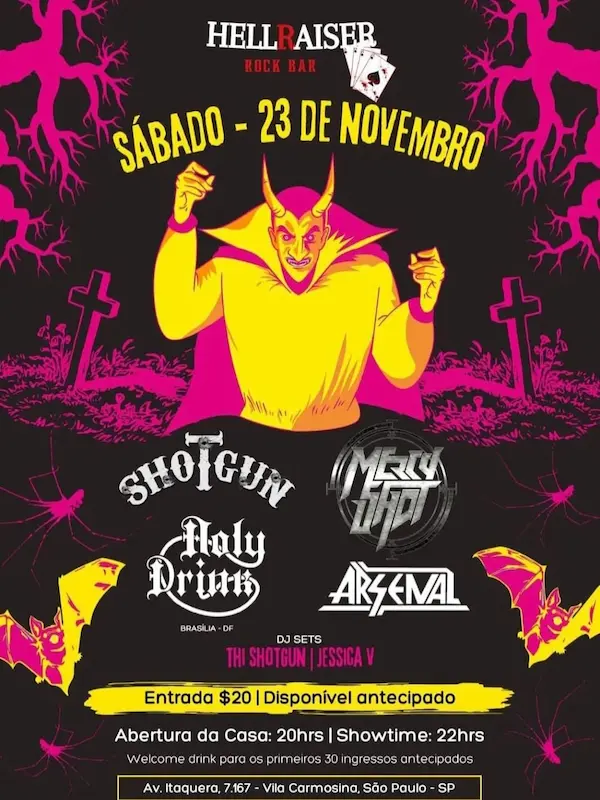 HELLRAISER
ROCK BAR
SÁBADO - 23 DE NOVEMBRO
SHOTGUN
MERCY
SHOT
Holy
Drink
BRASÍLIA - DF
ARSENAL
DJ SETS
THI SHOTGUN | JESSICA V
Entrada $20 | Disponível antecipado
Abertura da Casa: 20hrs | Showtime: 22hrs
Welcome drink para os primeiros 30 ingressos antecipados
Av. Itaquera, 7.167 - Vila Carmosina, São Paulo - SP